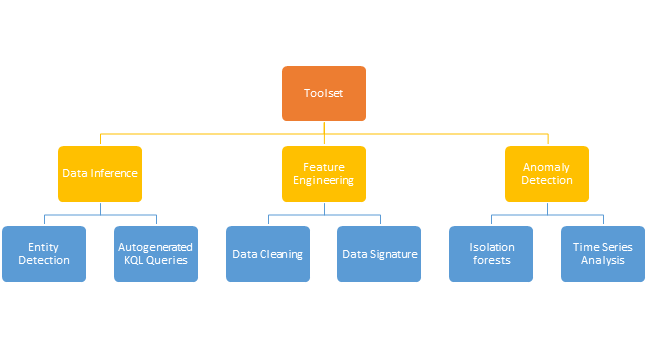 Toolset
Data Inference
Feature
Engineering
Anomaly
Detection
Entity
Detection
Autogenerated
KQL Queries
Data Cleaning
Data Signature
Isolation
forests
Time Series
Analysis